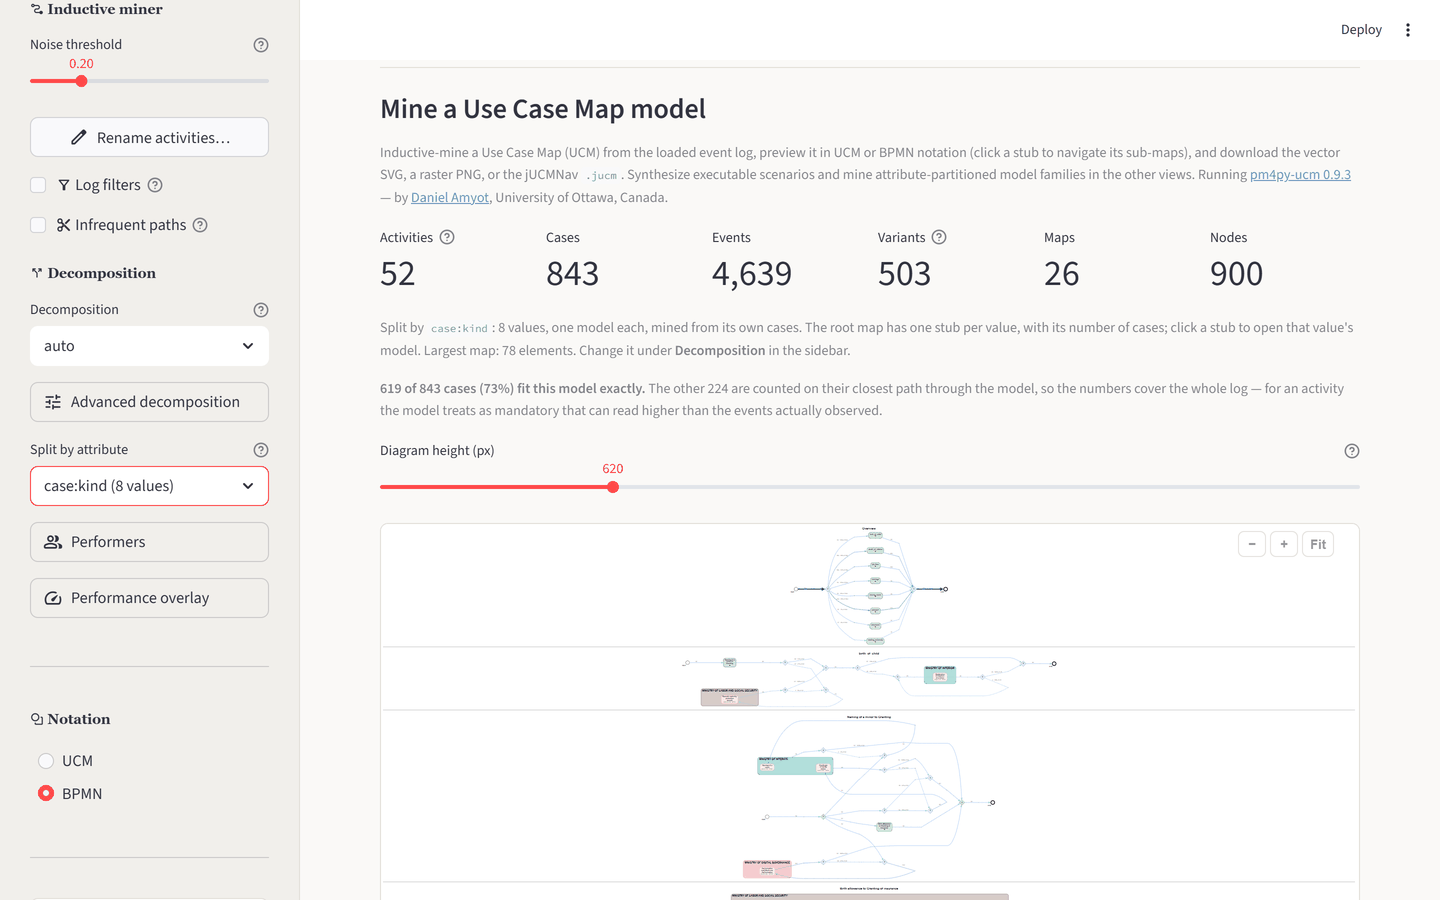 Inductive miner
Noise threshold
0.20
Rename activities…
Log filters
Infrequent paths
Decomposition
Decomposition
auto
Advanced decomposition
Split by attribute
case:kind (8 values)
Performers
Performance overlay
Notation
UCM
BPMN
Deploy
Mine a Use Case Map model
Inductive-mine a Use Case Map (UCM) from the loaded event log, preview it in UCM or BPMN notation (click a stub to navigate its sub-maps), and download the vector
SVG, a raster PNG, or the jUCMNav .jucm . Synthesize executable scenarios and mine attribute-partitioned model families in the other views. Running pm4py-ucm 0.9.3
— by Daniel Amyot, University of Ottawa, Canada.
Activities Cases Events Variants Maps Nodes
52 843 4,639 503 26 900
Split by case:kind : 8 values, one model each, mined from its own cases. The root map has one stub per value, with its number of cases; click a stub to open that value's
model. Largest map: 78 elements. Change it under Decomposition in the sidebar.
619 of 843 cases (73%) fit this model exactly. The other 224 are counted on their closest path through the model, so the numbers cover the whole log — for an activity
the model treats as mandatory that can read higher than the events actually observed.
Diagram height (px)
620
− + Fit